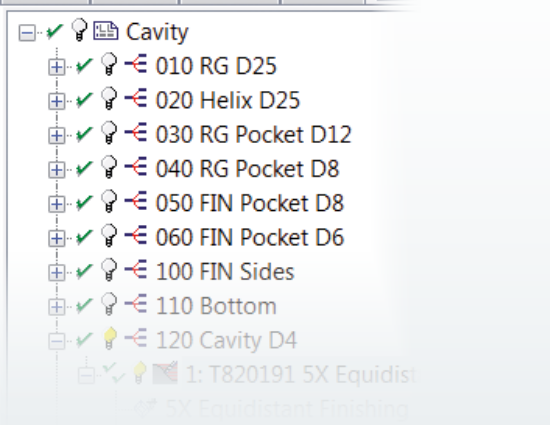 Cavity
010 RG D25
020 Helix D25
030 RG Pocket D12
040 RG Pocket D8
050 FIN Pocket D8
060 FIN Pocket D6
100 FIN Sides
110 Bottom
120 Cavity D4
1: T820191 5X Equidist
5X Equidistant Finishing